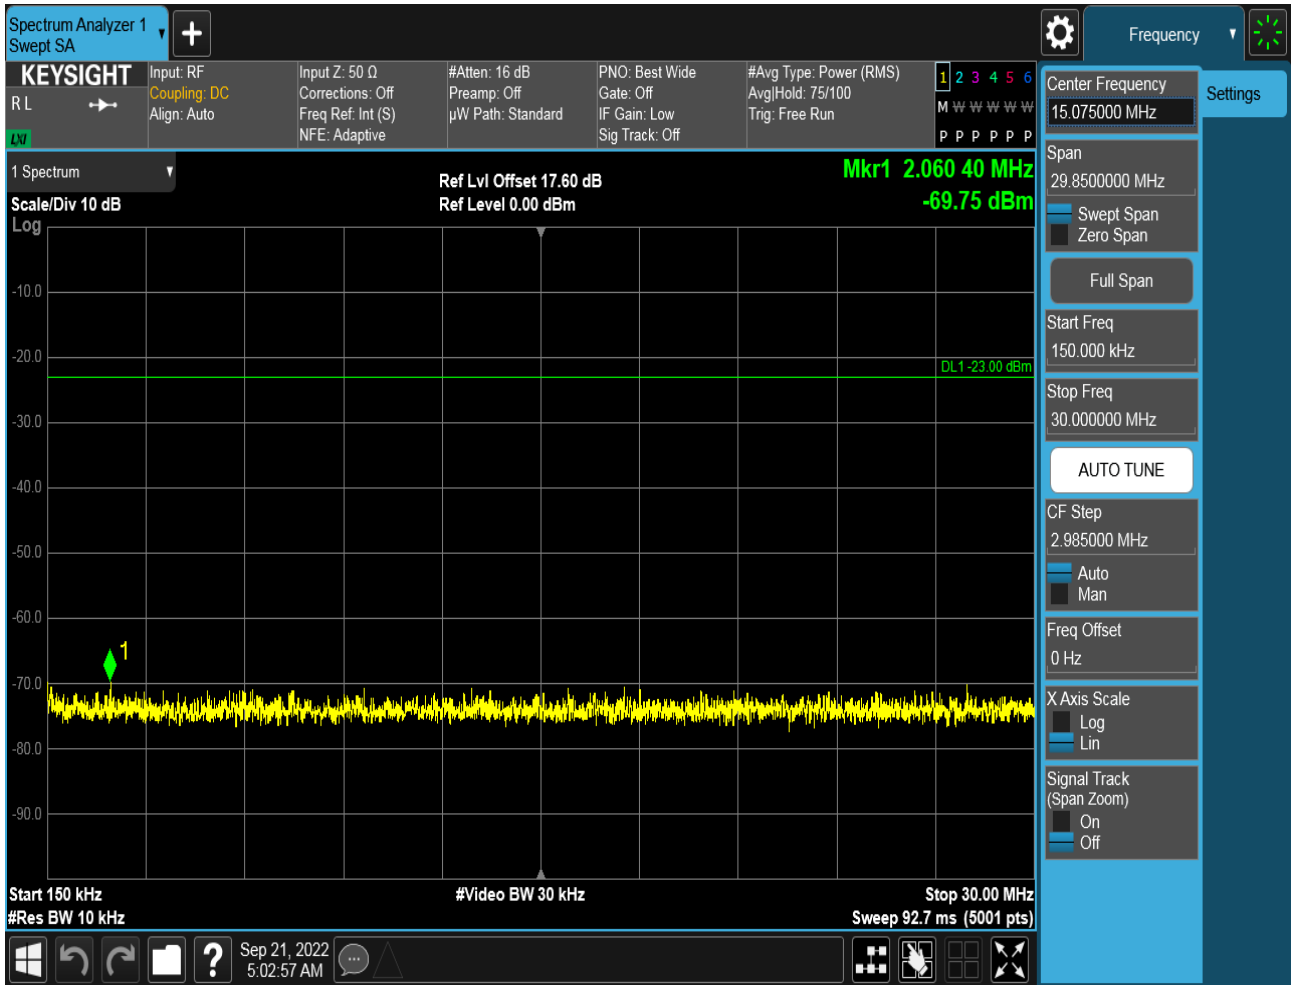 Spectrum Analyzer 1
Swept SA
Frequency
KEYSIGHT
R L
LXI
Input: RF
Coupling: DC
Align: Auto
Input Z: 50 Ω
Corrections: Off
Freq Ref: Int (S)
NFE: Adaptive
#Atten: 16 dB
Preamp: Off
µW Path: Standard
PNO: Best Wide
Gate: Off
IF Gain: Low
Sig Track: Off
#Avg Type: Power (RMS)
Avg|Hold: 75/100
Trig: Free Run
1 2 3 4 5 6
M W W W W W
P P P P P P
1 Spectrum
Scale/Div 10 dB
Log
Ref Lvl Offset 17.60 dB
Ref Level 0.00 dBm
Mkr1 2.060 40 MHz
-69.75 dBm
-10.0
-20.0
DL1 -23.00 dBm
-30.0
-40.0
-50.0
-60.0
1
-70.0
-80.0
-90.0
Start 150 kHz
#Video BW 30 kHz
Stop 30.00 MHz
#Res BW 10 kHz
Sweep 92.7 ms (5001 pts)
Center Frequency
15.075000 MHz
Settings
Span
29.8500000 MHz
Swept Span
Zero Span
Full Span
Start Freq
150.000 kHz
Stop Freq
30.000000 MHz
AUTO TUNE
CF Step
2.985000 MHz
Auto
Man
Freq Offset
0 Hz
X Axis Scale
Log
Lin
Signal Track
(Span Zoom)
On
Off
?
Sep 21, 2022
5:02:57 AM